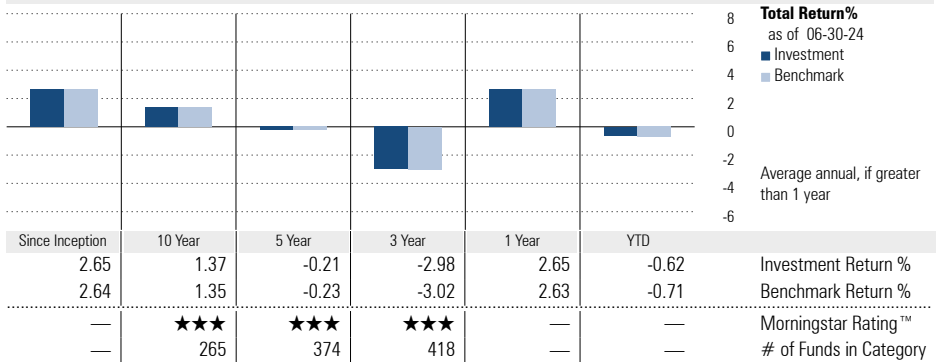 8
6
4
2
0
-2
-4
-6
Total Return%
as of 06-30-24
Investment
Benchmark
Average annual, if greater
than 1 year
Since Inception 10 Year 5 Year 3 Year 1 Year YTD
2.65 1.37 -0.21 -2.98 2.65 -0.62 Investment Return %
2.64 1.35 -0.23 -3.02 2.63 -0.71 Benchmark Return %
— ★★★ ★★★ ★★★ — — Morningstar Rating™
— 265 374 418 — — # of Funds in Category